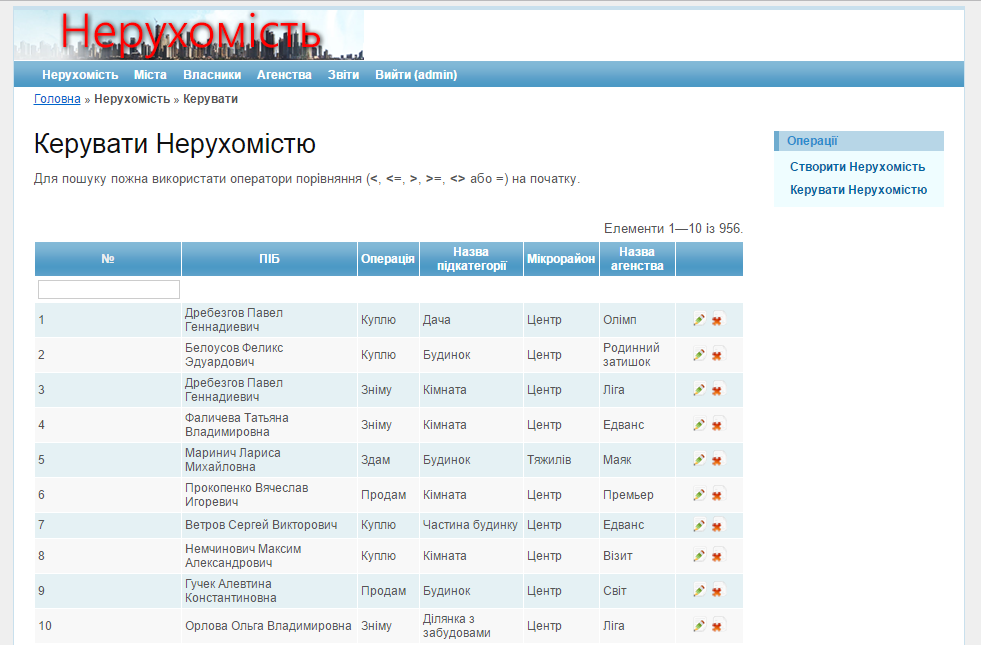 Нерухомість
Нерухомість Міста Власники Агенства Звіти Вийти (admin)
Головна » Нерухомість » Керувати
Керувати Нерухомістю
Для пошуку пожна використати оператори порівняння (<, <=, >, >=, <> або =) на початку.
Операції
Створити Нерухомість
Керувати Нерухомістю
Елементи 1—10 із 956.
№ ПІБ Операція Назва підкатегорії Мікрорайон Назва агенства
1 Дребезгов Павел Геннадиевич Куплю Дача Центр Олімп
2 Белоусов Феликс Эдуардович Куплю Будинок Центр Родинний затишок
3 Дребезгов Павел Геннадиевич Зніму Кімната Центр Ліга
4 Фаличева Татьяна Владимировна Зніму Кімната Центр Едванс
5 Маринич Лариса Михайловна Здам Будинок Тяжилів Маяк
6 Прокопенко Вячеслав Игоревич Продам Кімната Центр Премьер
7 Ветров Сергей Викторович Куплю Частина будинку Центр Едванс
8 Немчинович Максим Александрович Куплю Кімната Центр Візит
9 Гучек Алевтина Константиновна Продам Будинок Центр Світ
10 Орлова Ольга Владимировна Зніму Ділянка з забудовами Центр Ліга